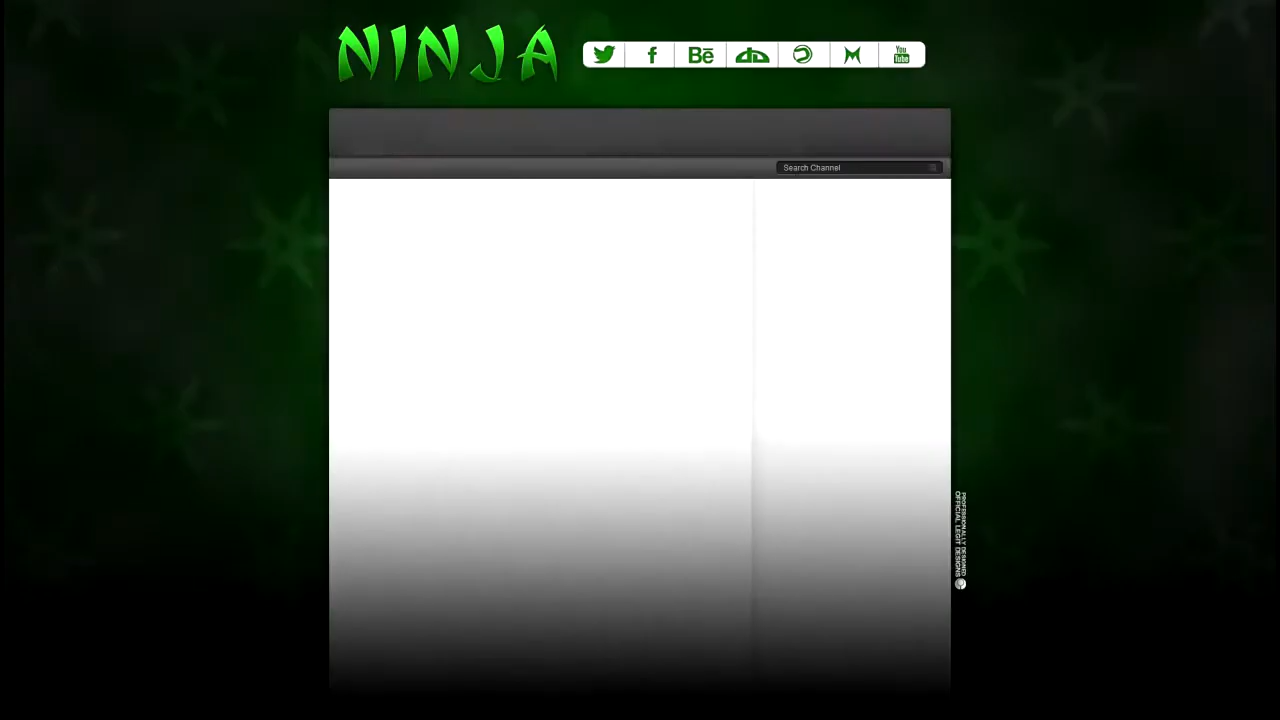 NINJA
Bē
You
Tube
Search Channel
PROFESSIONALLY DESIGNED
OFFICIAL LEGIT DESIGNS